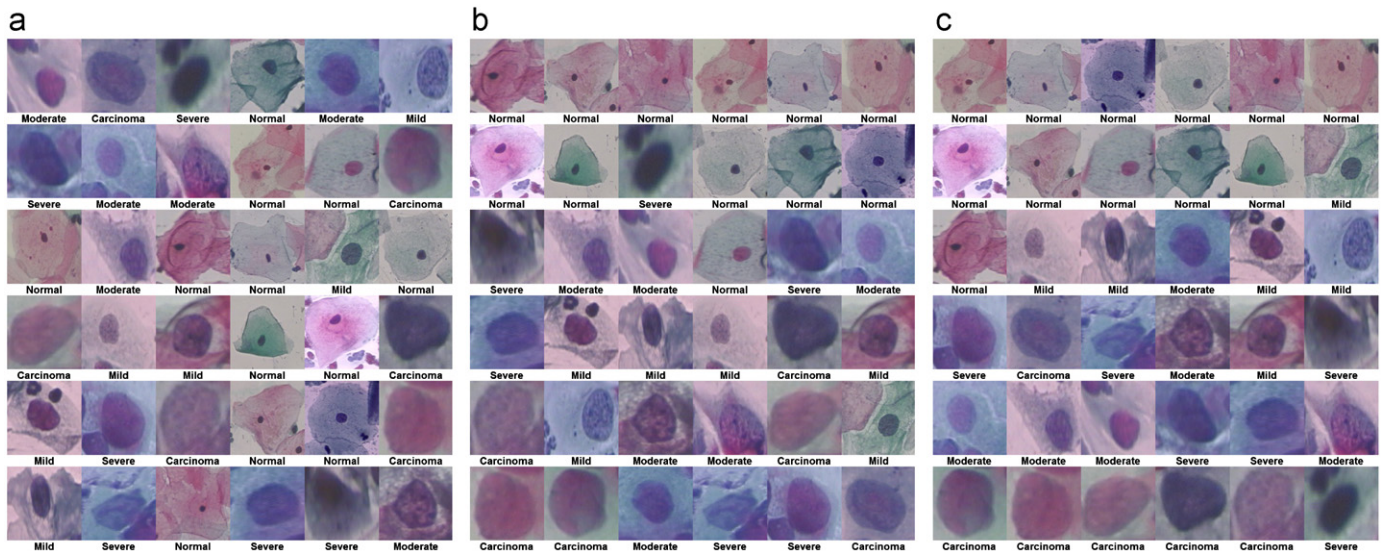 a
b
c
Moderate Carcinoma Severe Normal Moderate Mild
Severe Moderate Moderate Normal Normal Carcinoma
Normal Moderate Normal Normal Mild Normal
Carcinoma Mild Mild Normal Normal Carcinoma
Mild Severe Carcinoma Normal Normal Carcinoma
Mild Severe Normal Severe Severe Moderate
Normal Normal Normal Normal Normal Normal
Normal Normal Severe Normal Normal Normal
Severe Moderate Moderate Normal Severe Moderate
Severe Mild Mild Mild Carcinoma Mild
Carcinoma Mild Moderate Moderate Carcinoma Mild
Carcinoma Carcinoma Moderate Severe Severe Carcinoma
Normal Normal Normal Normal Normal Normal
Normal Normal Normal Normal Normal Mild
Normal Mild Mild Moderate Mild Mild
Severe Carcinoma Severe Moderate Mild Severe
Moderate Moderate Moderate Severe Severe Moderate
Carcinoma Carcinoma Carcinoma Carcinoma Carcinoma Severe